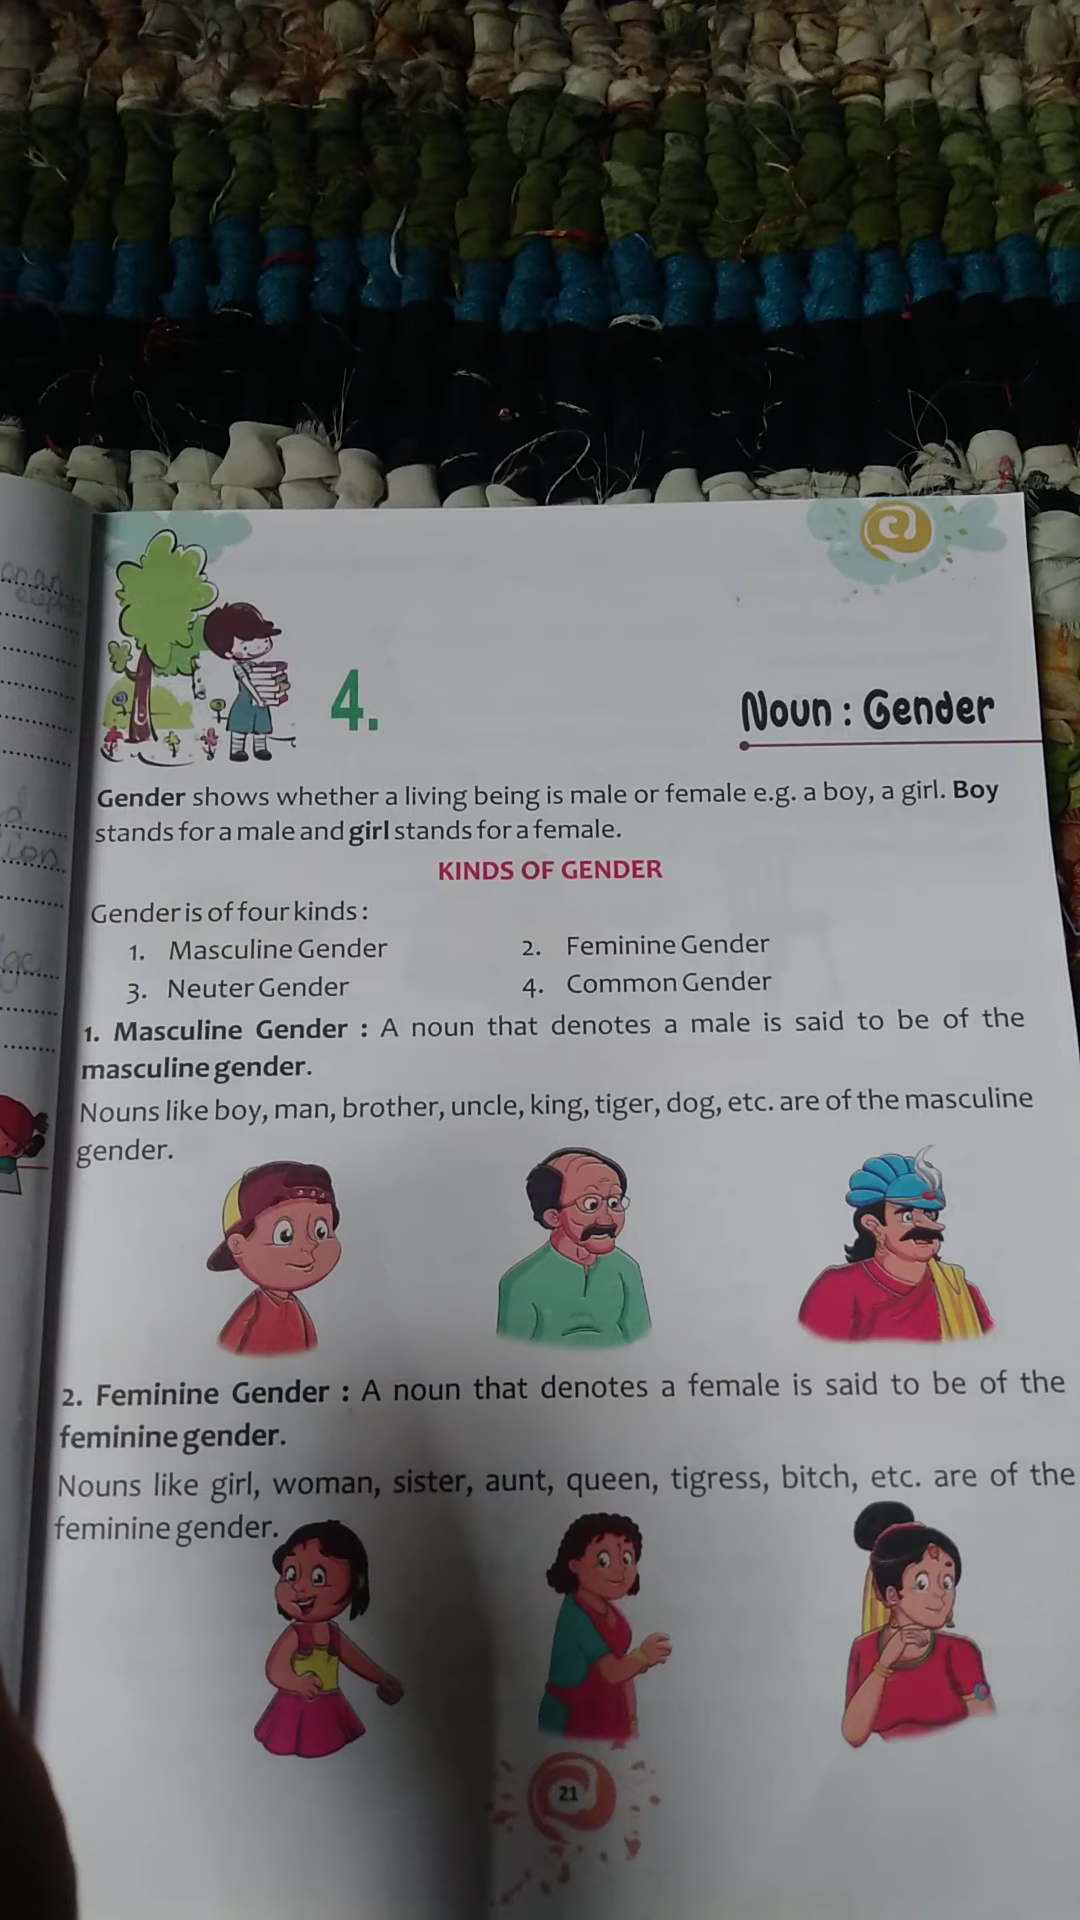 4.
Noun : Gender
Gender shows whether a living being is male or female e.g. a boy, a girl. Boy
stands for a male and girl stands for a female.
KINDS OF GENDER
Gender is of four kinds :
1. Masculine Gender 2. Feminine Gender
3. Neuter Gender 4. Common Gender
1. Masculine Gender : A noun that denotes a male is said to be of the
masculine gender.
Nouns like boy, man, brother, uncle, king, tiger, dog, etc. are of the masculine
gender.
2. Feminine Gender : A noun that denotes a female is said to be of the
feminine gender.
Nouns like girl, woman, sister, aunt, queen, tigress, bitch, etc. are of the
feminine gender.
21